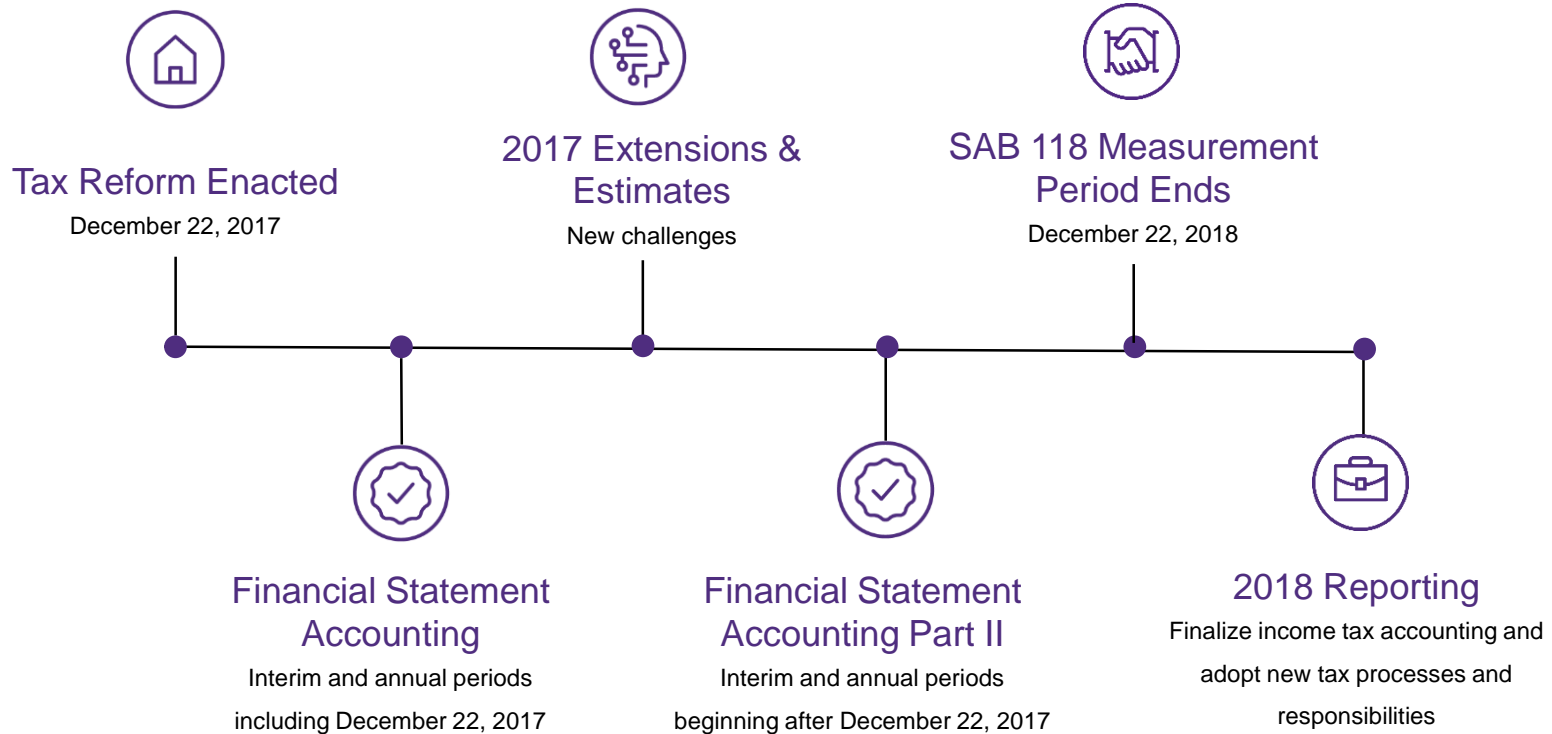 Tax Reform Enacted
December 22, 2017
2017 Extensions &
Estimates
New challenges
SAB 118 Measurement
Period Ends
December 22, 2018
Financial Statement
Accounting
Interim and annual periods
including December 22, 2017
Financial Statement
Accounting Part II
Interim and annual periods
beginning after December 22, 2017
2018 Reporting
Finalize income tax accounting and
adopt new tax processes and
responsibilities